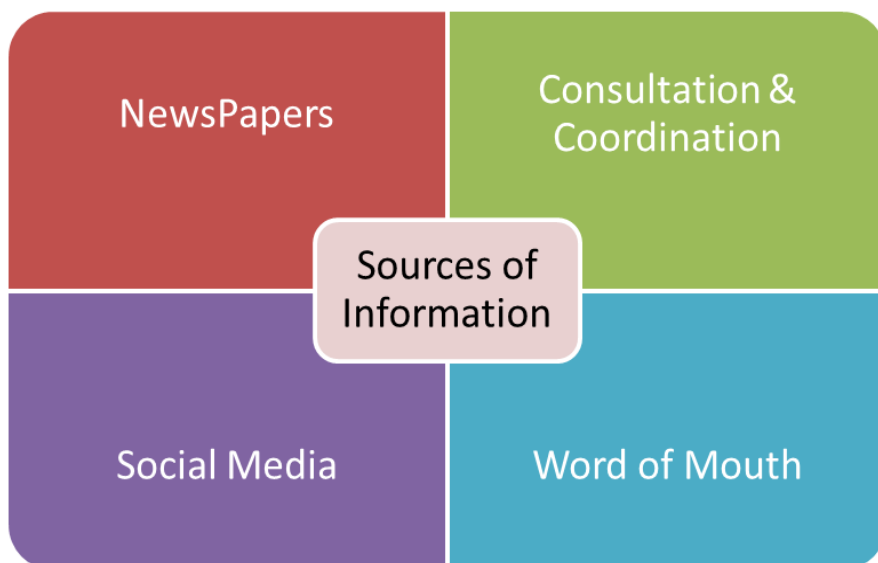 NewsPapers
Consultation &
Coordination
Sources of
Information
Social Media
Word of Mouth